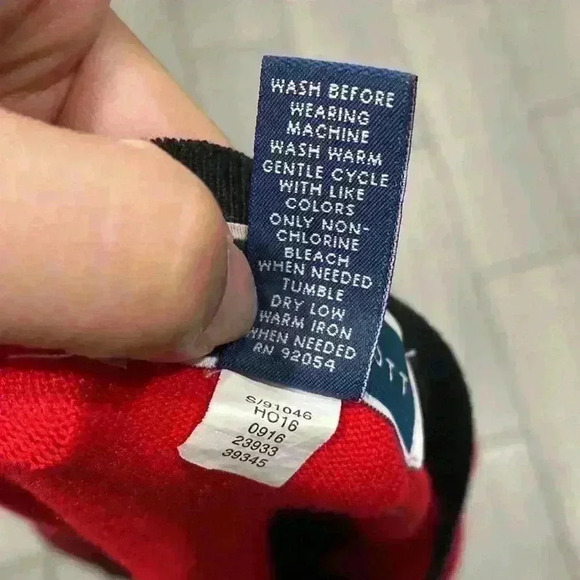 WASH BEFORE
WEARING
MACHINE
WASH WARM
GENTLE CYCLE
WITH LIKE
COLORS
ONLY NON-
CHLORINE
BLEACH
WHEN NEEDED
TUMBLE
DRY LOW
WARM IRON
WHEN NEEDED
RN 92054
S/91046
HO16
0916
23933
39345
OTT